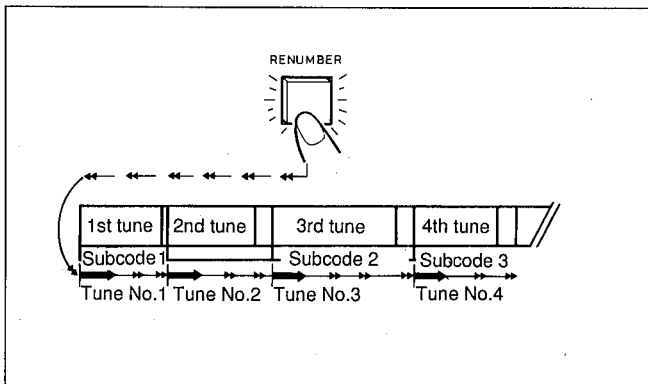 RENUMBER
1st tune 2nd tune 3rd tune 4th tune
Subcode 1 Subcode 2 Subcode 3
Tune No.1 Tune No.2 Tune No.3 Tune No.4